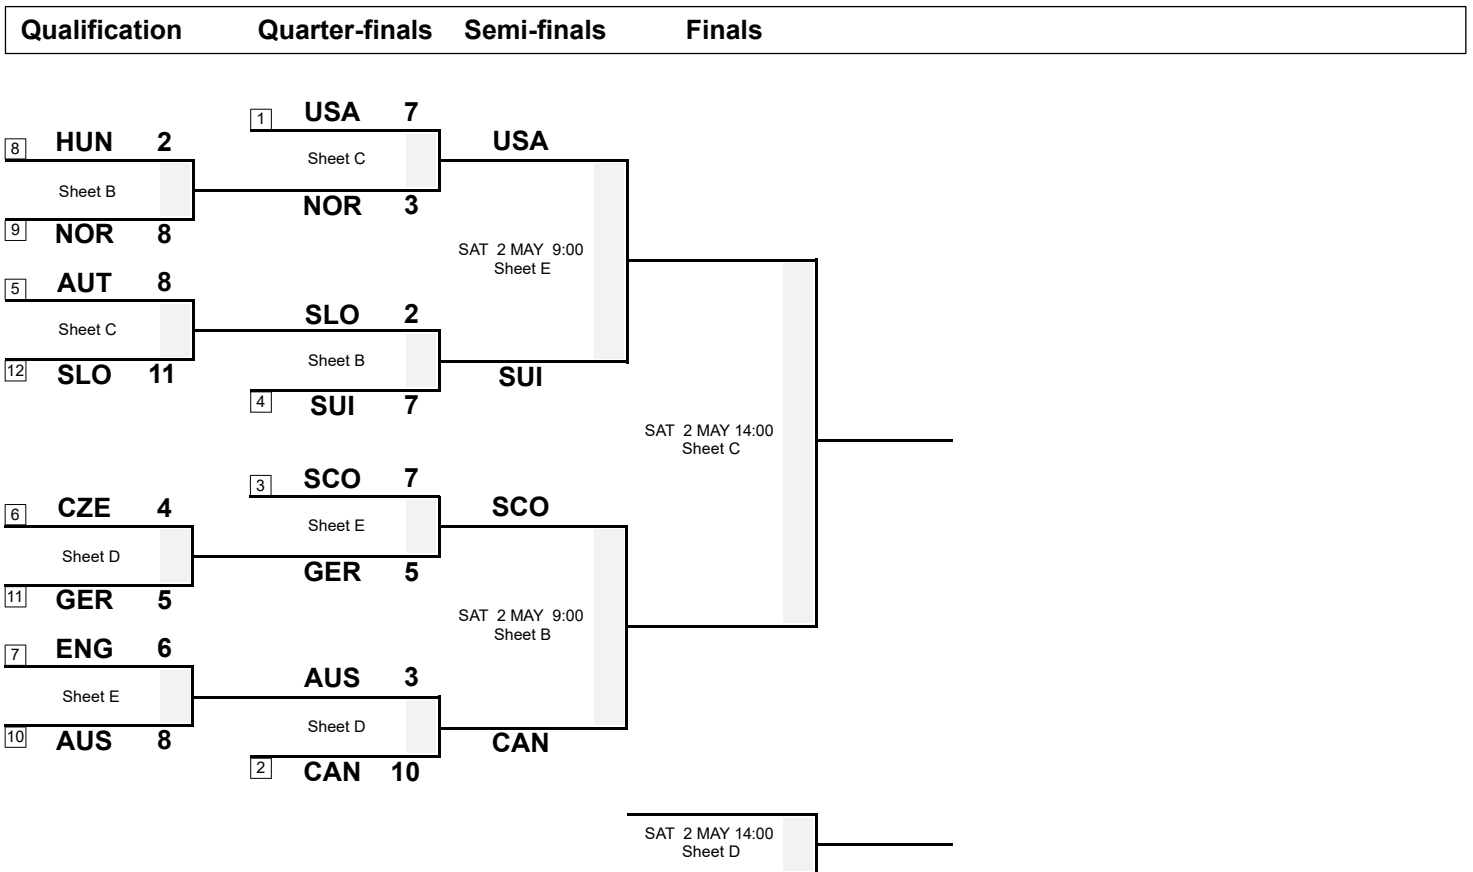 Qualification Quarter-finals Semi-finals Finals
1 USA 7
8 HUN 2
USA
Sheet C
Sheet B
NOR 3
9 NOR 8
SAT 2 MAY 9:00
Sheet E
5 AUT 8
SLO 2
Sheet C
Sheet B
12 SLO 11
SUI
4 SUI 7
SAT 2 MAY 14:00
Sheet C
3 SCO 7
6 CZE 4
SCO
Sheet E
Sheet D
GER 5
11 GER 5
SAT 2 MAY 9:00
Sheet B
7 ENG 6
AUS 3
Sheet E
Sheet D
10 AUS 8
CAN
2 CAN 10
SAT 2 MAY 14:00
Sheet D